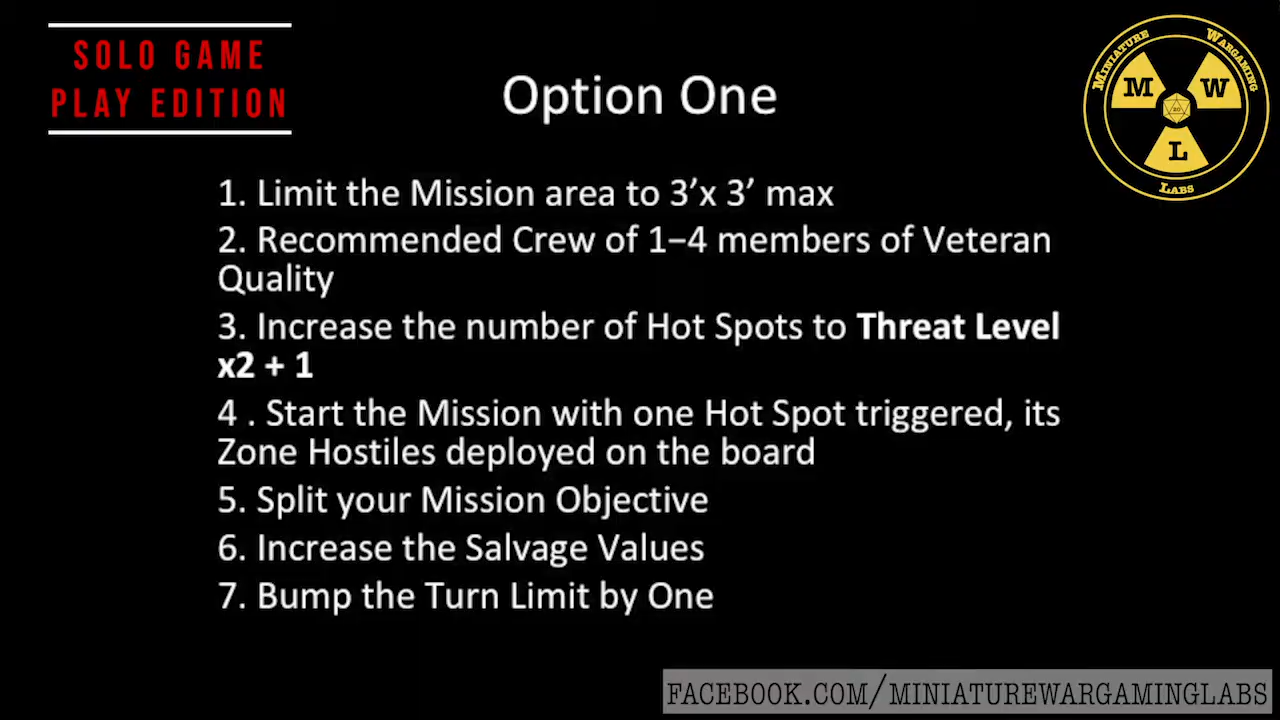 SOLO GAME
PLAY EDITION
Option One
MINIATURE WARGAMING
M W
20
L
LABS
1. Limit the Mission area to 3’x 3’ max
2. Recommended Crew of 1–4 members of Veteran
Quality
3. Increase the number of Hot Spots to Threat Level
x2 + 1
4 . Start the Mission with one Hot Spot triggered, its
Zone Hostiles deployed on the board
5. Split your Mission Objective
6. Increase the Salvage Values
7. Bump the Turn Limit by One
FACEBOOK.COM/MINIATUREWARGAMINGLABS